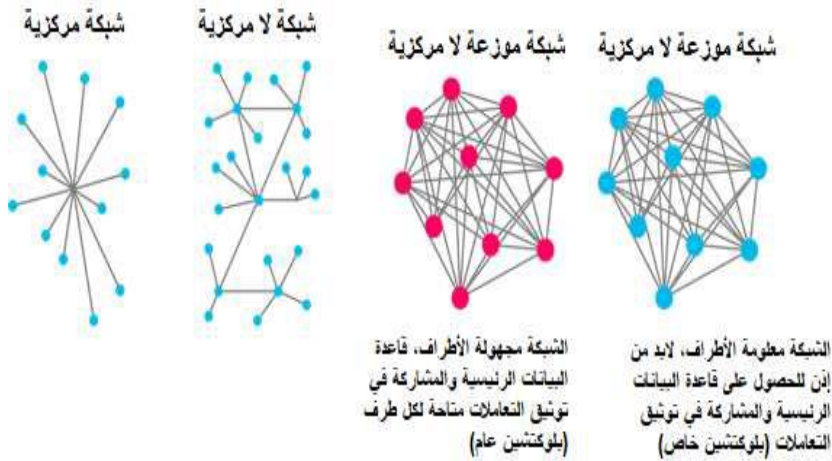 شبكة مركزية
شبكة لا مركزية
شبكة موزعة لا مركزية
شبكة موزعة لا مركزية
الشبكة مجهولة الأطراف، قاعدة
البيانات الرئيسية والمشاركة في
توثيق التعاملات متاحة لكل طرف
(بلوكتشين عام)
الشبكة معلومة الأطراف، لابد من
إذن للحصول على قاعدة البيانات
الرئيسية والمشاركة في توثيق
التعاملات (بلوكتشين خاص)